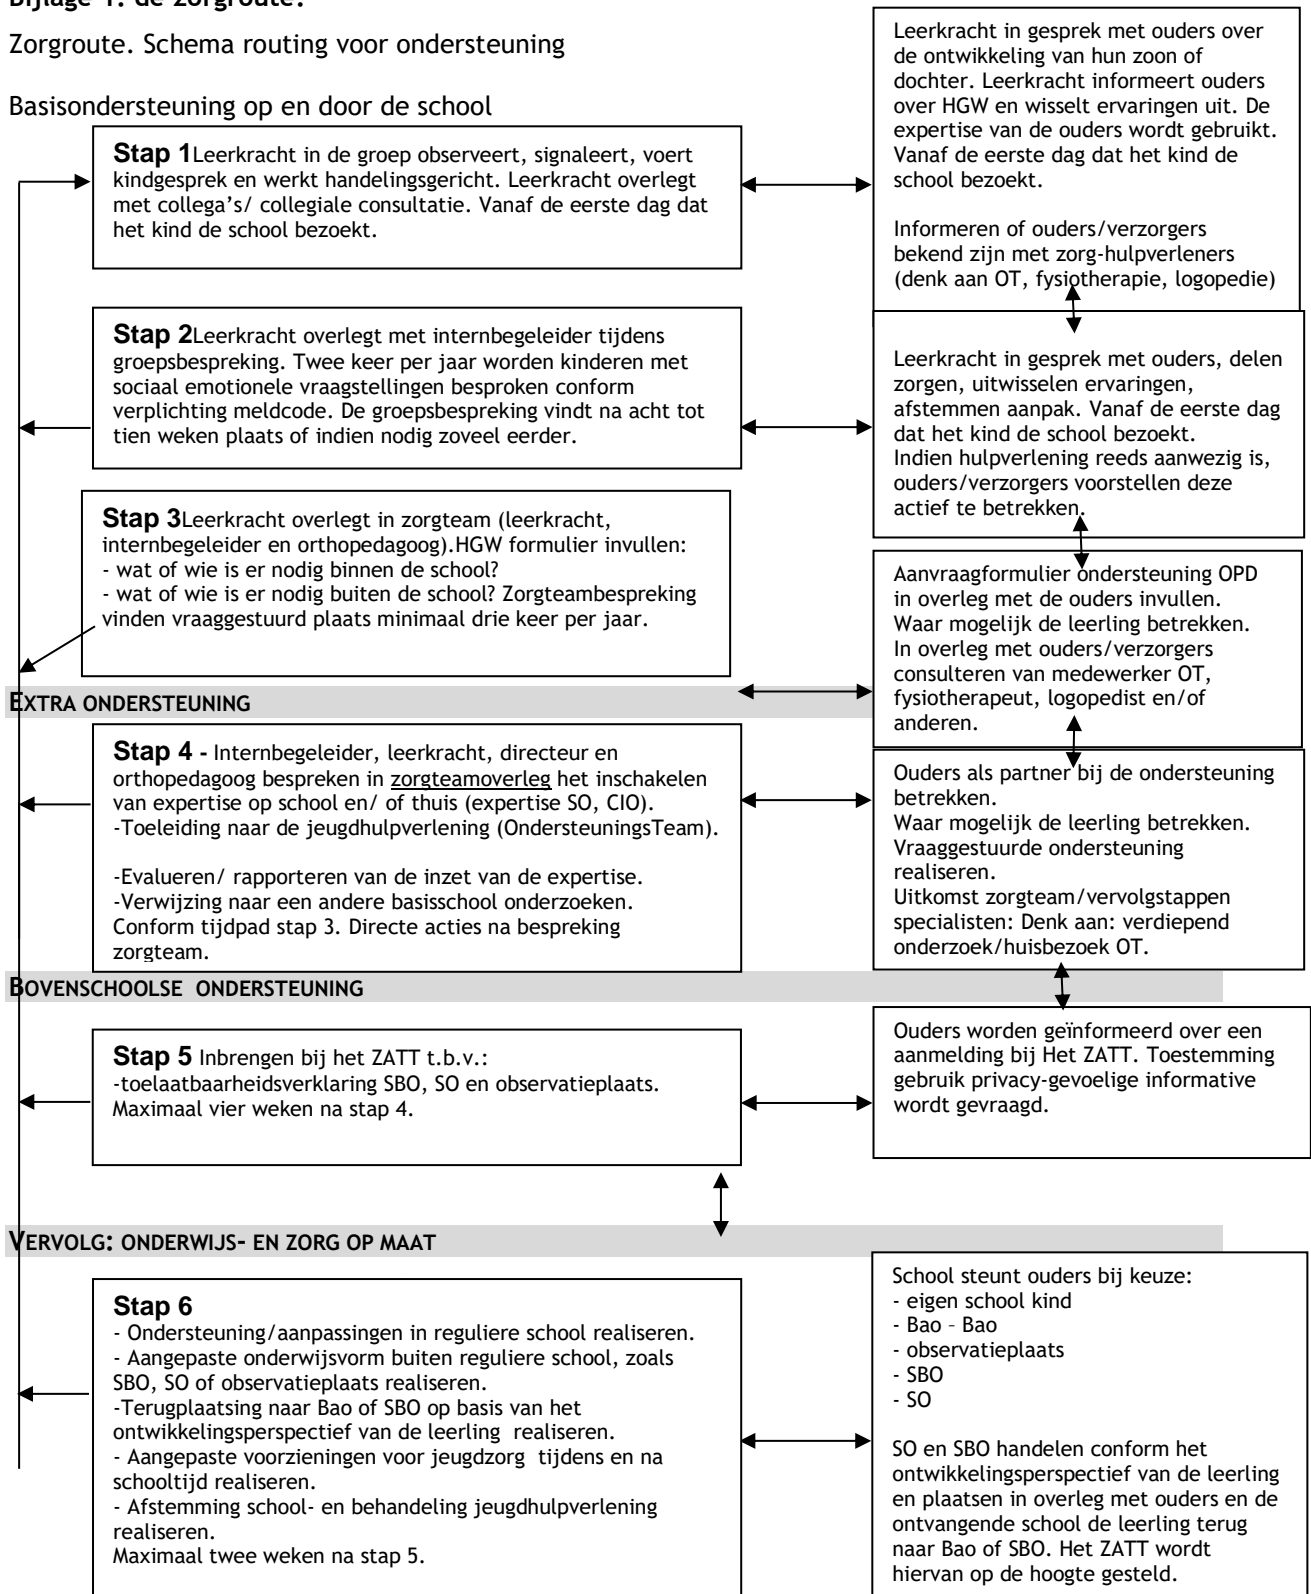 Bijlage 1: de zorgroute.
Zorgroute. Schema routing voor ondersteuning
Basisondersteuning op en door de school
Stap 1Leerkracht in de groep observeert, signaleert, voert
kindgesprek en werkt handelingsgericht. Leerkracht overlegt
met collega's/ collegiale consultatie. Vanaf de eerste dag dat
het kind de school bezoekt.
Leerkracht in gesprek met ouders over
de ontwikkeling van hun zoon of
dochter. Leerkracht informeert ouders
over HGW en wisselt ervaringen uit. De
expertise van de ouders wordt gebruikt.
Vanaf de eerste dag dat het kind de
school bezoekt.
Informeren of ouders/verzorgers
bekend zijn met zorg-hulpverleners
(denk aan OT, fysiotherapie, logopedie)
Stap 2Leerkracht overlegt met internbegeleider tijdens
groepsbespreking. Twee keer per jaar worden kinderen met
sociaal emotionele vraagstellingen besproken conform
verplichting meldcode. De groepsbespreking vindt na acht tot
tien weken plaats of indien nodig zoveel eerder.
Leerkracht in gesprek met ouders, delen
zorgen, uitwisselen ervaringen,
afstemmen aanpak. Vanaf de eerste dag
dat het kind de school bezoekt.
Indien hulpverlening reeds aanwezig is,
ouders/verzorgers voorstellen deze
actief te betrekken.
Stap 3Leerkracht overlegt in zorgteam (leerkracht,
internbegeleider en orthopedagoog).HGW formulier invullen:
- wat of wie is er nodig binnen de school?
- wat of wie is er nodig buiten de school? Zorgteambespreking
vinden vraaggestuurd plaats minimaal drie keer per jaar.
Aanvraagformulier ondersteuning OPD
in overleg met de ouders invullen.
Waar mogelijk de leerling betrekken.
In overleg met ouders/verzorgers
consulteren van medewerker OT,
fysiotherapeut, logopedist en/of
anderen.
EXTRA ONDERSTEUNING
Stap 4 - Internbegeleider, leerkracht, directeur en
orthopedagoog bespreken in zorgteamoverleg het inschakelen
van expertise op school en/ of thuis (expertise SO, CIO).
-Toeleiding naar de jeugdhulpverlening (OndersteuningsTeam).
-Evalueren/ rapporteren van de inzet van de expertise.
-Verwijzing naar een andere basisschool onderzoeken.
Conform tijdpad stap 3. Directe acties na bespreking
zorgteam.
Ouders als partner bij de ondersteuning
betrekken.
Waar mogelijk de leerling betrekken.
Vraaggestuurde ondersteuning
realiseren.
Uitkomst zorgteam/vervolgstappen
specialisten: Denk aan: verdiepend
onderzoek/huisbezoek OT.
BOVENSCHOOLSE ONDERSTEUNING
Stap 5 Inbrengen bij het ZATT t.b.v.:
-toelaatbaarheidsverklaring SBO, SO en observatieplaats.
Maximaal vier weken na stap 4.
Ouders worden geïnformeerd over een
aanmelding bij Het ZATT. Toestemming
gebruik privacy-gevoelige informative
wordt gevraagd.
VERVOLG: ONDERWIJS- EN ZORG OP MAAT
Stap 6
- Ondersteuning/aanpassingen in reguliere school realiseren.
- Aangepaste onderwijsvorm buiten reguliere school, zoals
SBO, SO of observatieplaats realiseren.
-Terugplaatsing naar Bao of SBO op basis van het
ontwikkelingsperspectief van de leerling realiseren.
- Aangepaste voorzieningen voor jeugdzorg tijdens en na
schooltijd realiseren.
- Afstemming school- en behandeling jeugdhulpverlening
realiseren.
Maximaal twee weken na stap 5.
School steunt ouders bij keuze:
- eigen school kind
- Bao – Bao
- observatieplaats
- SBO
- SO
SO en SBO handelen conform het
ontwikkelingsperspectief van de leerling
en plaatsen in overleg met ouders en de
ontvangende school de leerling terug
naar Bao of SBO. Het ZATT wordt
hiervan op de hoogte gesteld.